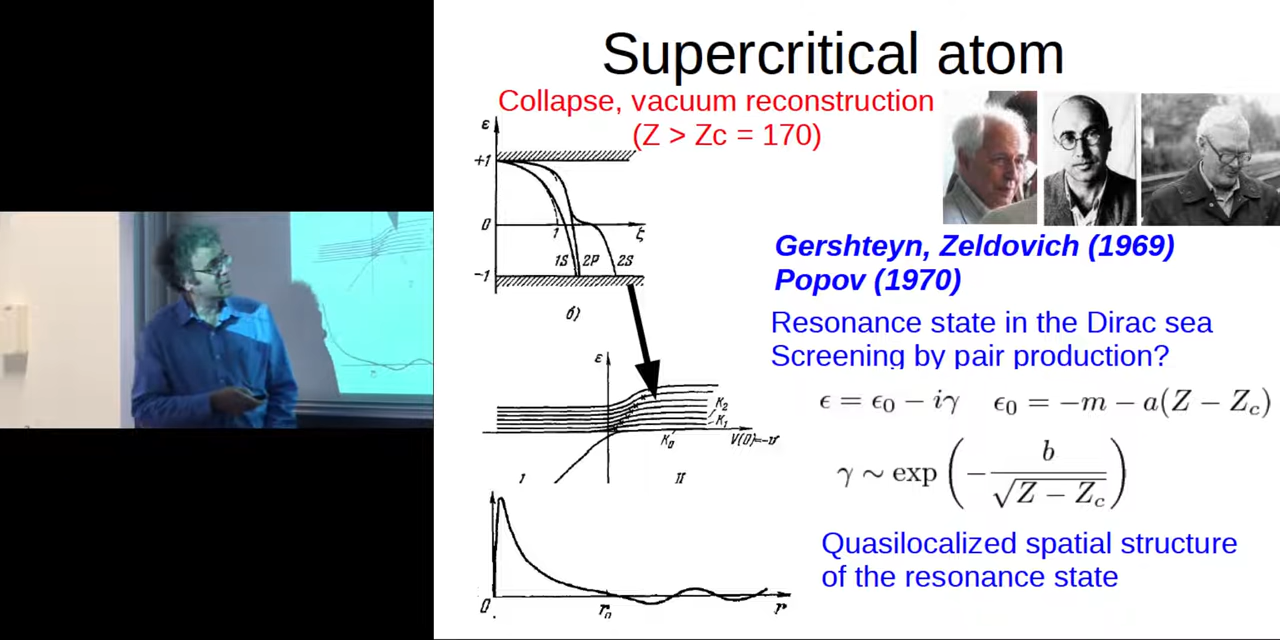 Supercritical atom
Collapse, vacuum reconstruction
(Z > Zc = 170)
ε
+1
0
1
ξ
1S
2P
2S
−1
б)
Gershteyn, Zeldovich (1969)
Popov (1970)
Resonance state in the Dirac sea
Screening by pair production?
ϵ = ϵ₀ − iγ ϵ₀ = −m − a(Z − Z_c)
γ ∼ exp(−b/√(Z − Z_c))
ε
K₂
K₁
K₀
V(0)=−v
I
II
Quasilocalized spatial structure
of the resonance state
0
r₀
r